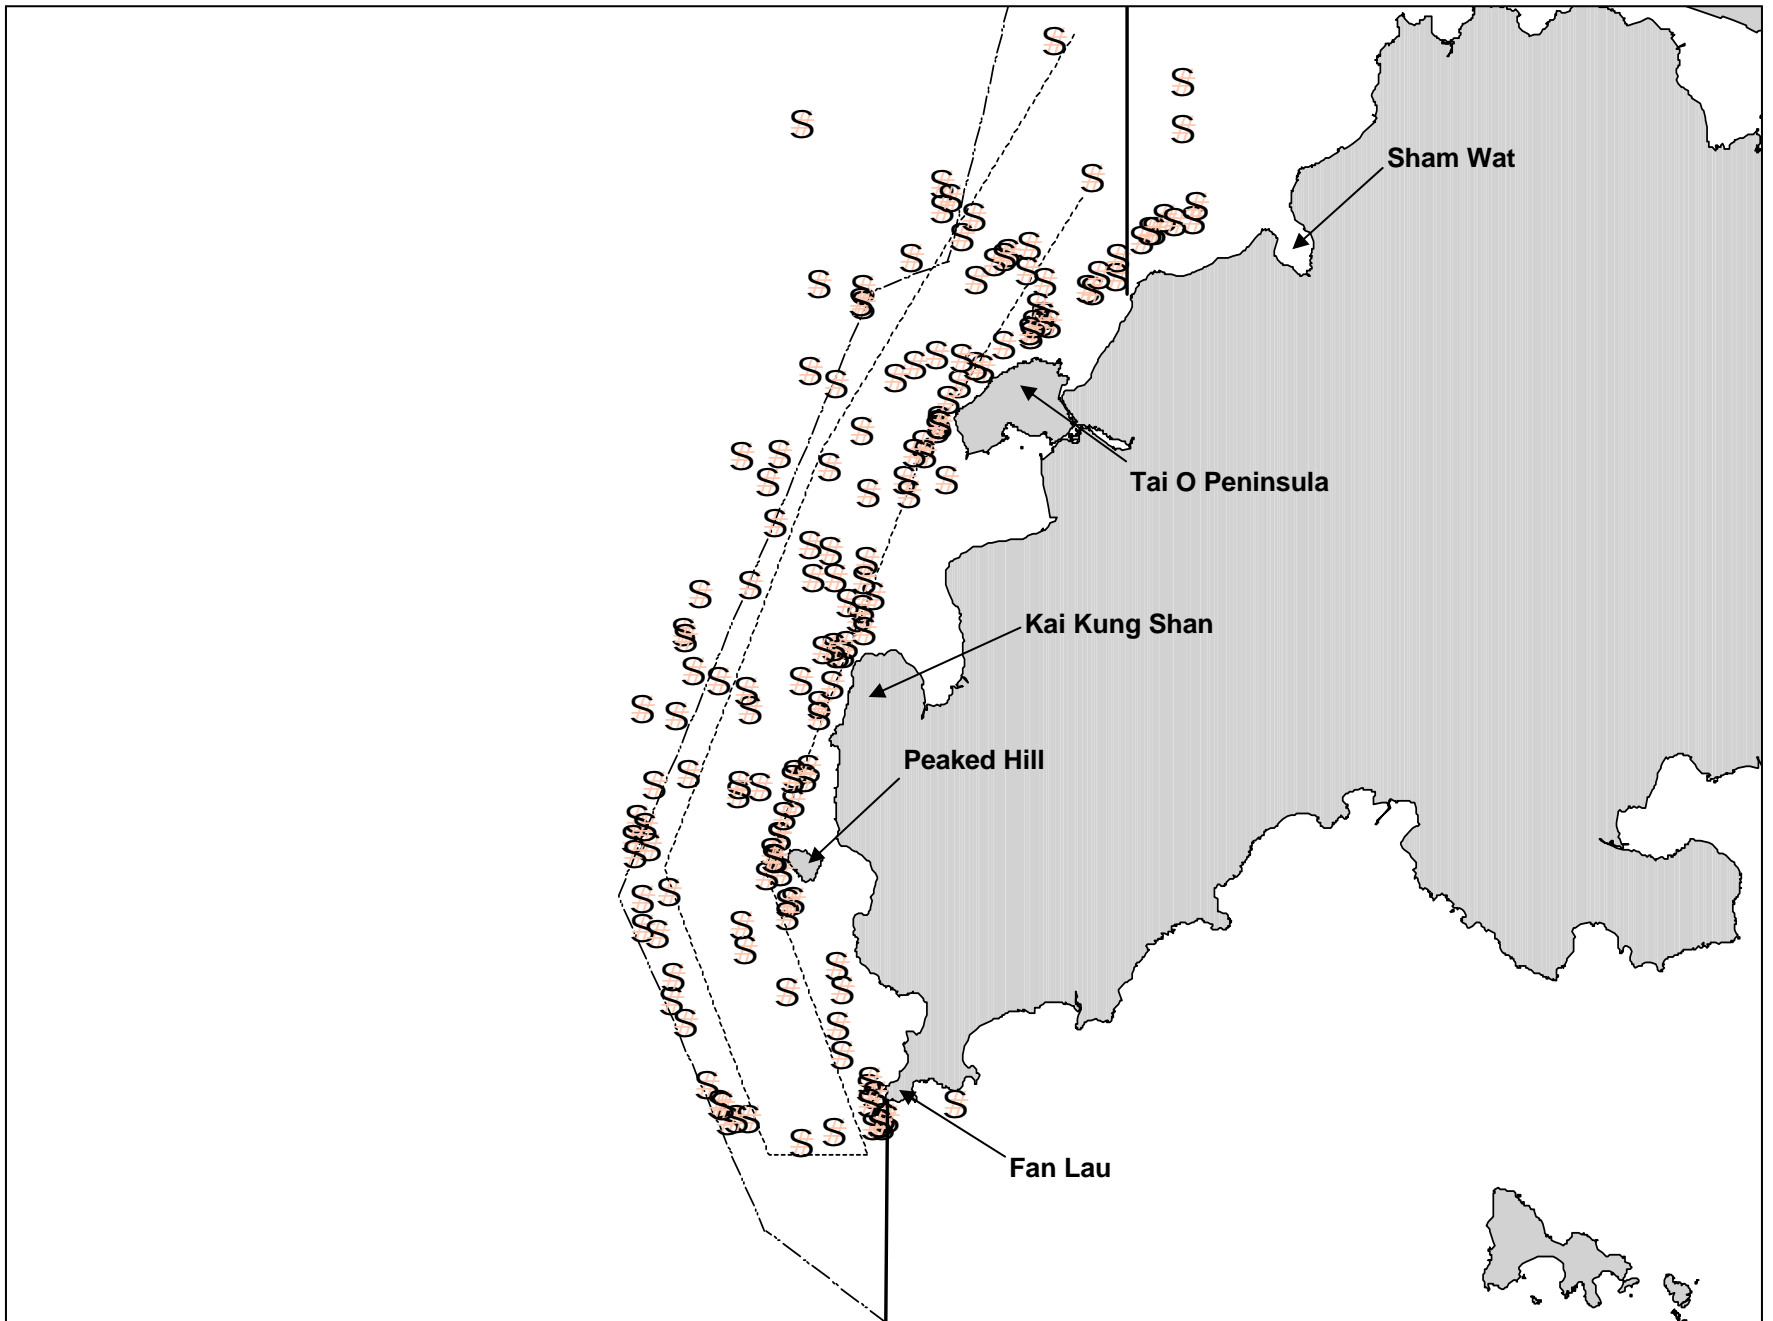 Sham Wat
Tai O Peninsula
Kai Kung Shan
Peaked Hill
Fan Lau